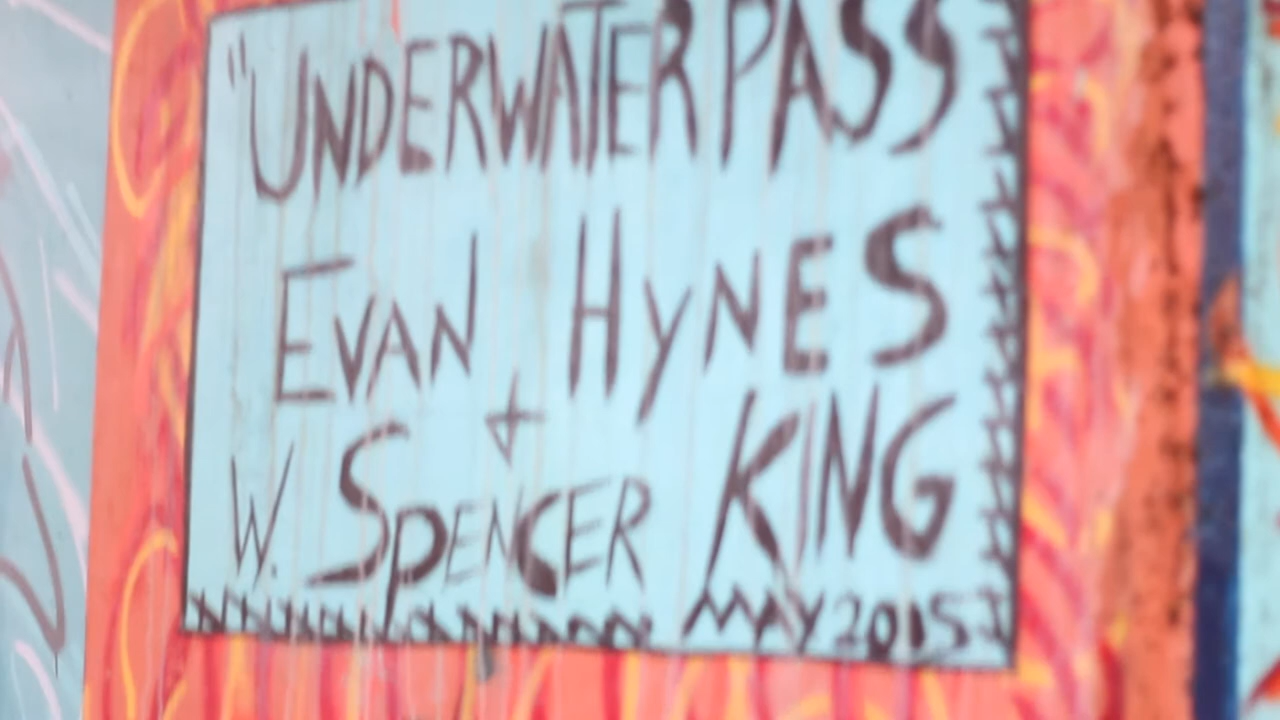 "UNDERWATER PASS
EVAN HYNES
+
W. SPENCER KING
MAY 2015